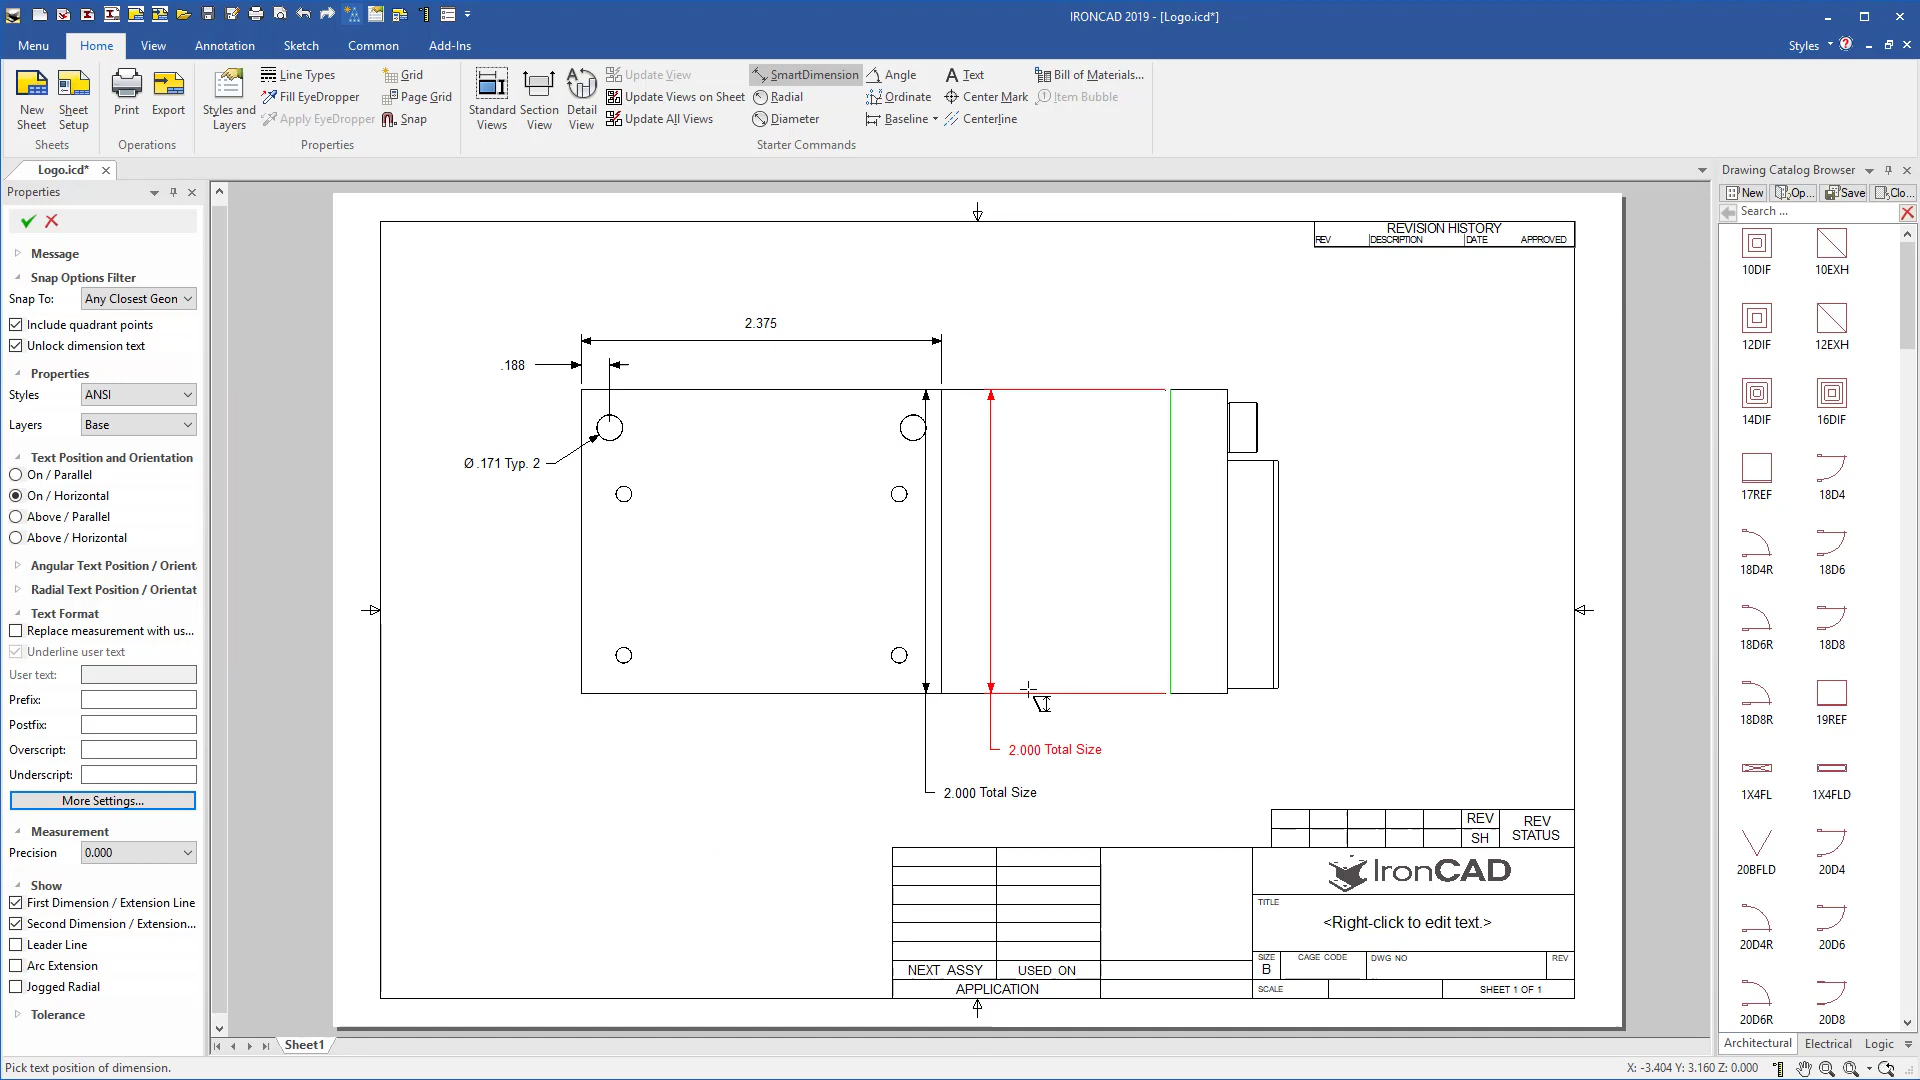 IRONCAD 2019 - [Logo.icd*]
Menu
Home
View
Annotation
Sketch
Common
Add-Ins
Styles
New Sheet
Sheet Setup
Sheets
Print
Export
Operations
Styles and Layers
Line Types
Fill EyeDropper
Apply EyeDropper
Grid
Page Grid
Snap
Properties
Standard Views
Section View
Detail View
Update View
Update Views on Sheet
Update All Views
SmartDimension
Radial
Diameter
Angle
Ordinate
Baseline
Text
Center Mark
Centerline
Bill of Materials...
Item Bubble
Starter Commands
Logo.icd*
Properties
Message
Snap Options Filter
Snap To: Any Closest Geon
Include quadrant points
Unlock dimension text
Properties
Styles ANSI
Layers Base
Text Position and Orientation
On / Parallel
On / Horizontal
Above / Parallel
Above / Horizontal
Angular Text Position / Orient
Radial Text Position / Orientat
Text Format
Replace measurement with us...
Underline user text
User text:
Prefix:
Postfix:
Overscript:
Underscript:
More Settings...
Measurement
Precision 0.000
Show
First Dimension / Extension Line
Second Dimension / Extension...
Leader Line
Arc Extension
Jogged Radial
Tolerance
REVISION HISTORY
REV DESCRIPTION DATE APPROVED
2.375
.188
Ø .171 Typ. 2
2.000 Total Size
2.000 Total Size
REV
SH
REV STATUS
IronCAD
TITLE
<Right-click to edit text.>
SIZE
B
CAGE CODE
DWG NO
REV
SCALE
SHEET 1 OF 1
NEXT ASSY
USED ON
APPLICATION
Sheet1
Drawing Catalog Browser
New
Op...
Save
Clo...
Search ...
10DIF 10EXH
12DIF 12EXH
14DIF 16DIF
17REF 18D4
18D4R 18D6
18D6R 18D8
18D8R 19REF
1X4FL 1X4FLD
20BFLD 20D4
20D4R 20D6
20D6R 20D8
Architectural
Electrical
Logic
Pick text position of dimension.
X: -3.404 Y: 3.160 Z: 0.000